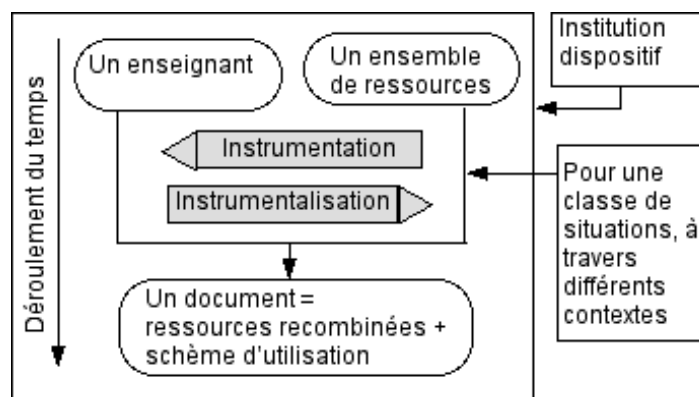 Déroulement du temps
Un enseignant
Un ensemble
de ressources
Instrumentation
Instrumentalisation
Un document =
ressources recombinées +
schème d'utilisation
Institution
dispositif
Pour une
classe de
situations, à
travers
différents
contextes